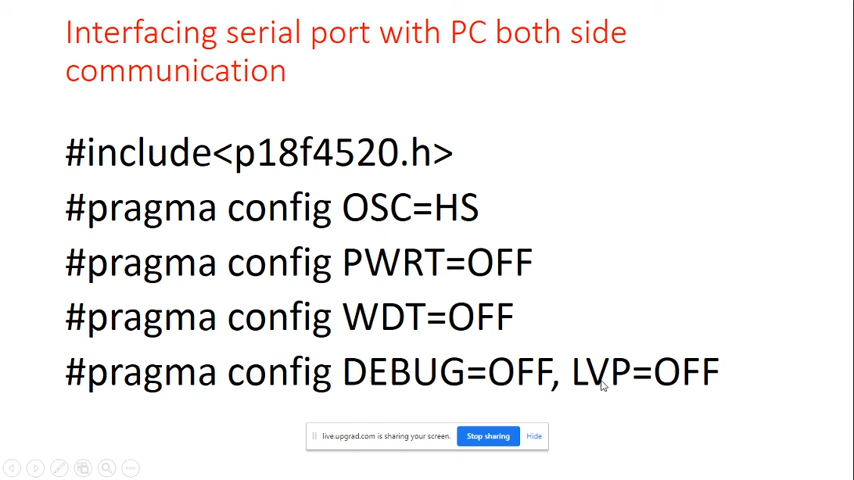 Interfacing serial port with PC both side
communication
#include<p18f4520.h>
#pragma config OSC=HS
#pragma config PWRT=OFF
#pragma config WDT=OFF
#pragma config DEBUG=OFF, LVP=OFF
live.upgrad.com is sharing your screen. Stop sharing Hide